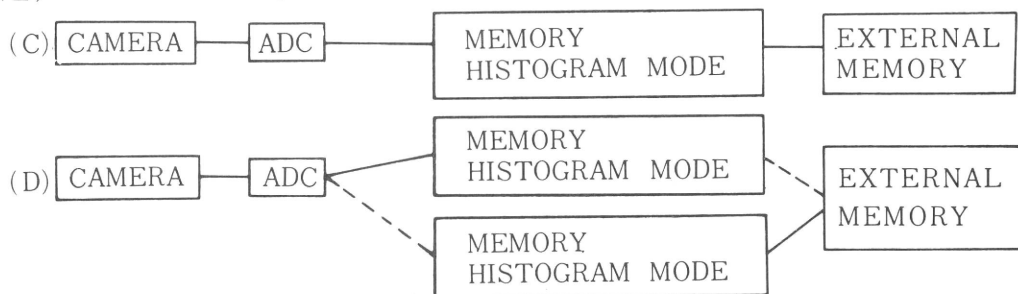 (C) CAMERA ADC MEMORY HISTOGRAM MODE EXTERNAL MEMORY
(D) CAMERA ADC MEMORY HISTOGRAM MODE EXTERNAL MEMORY
MEMORY HISTOGRAM MODE